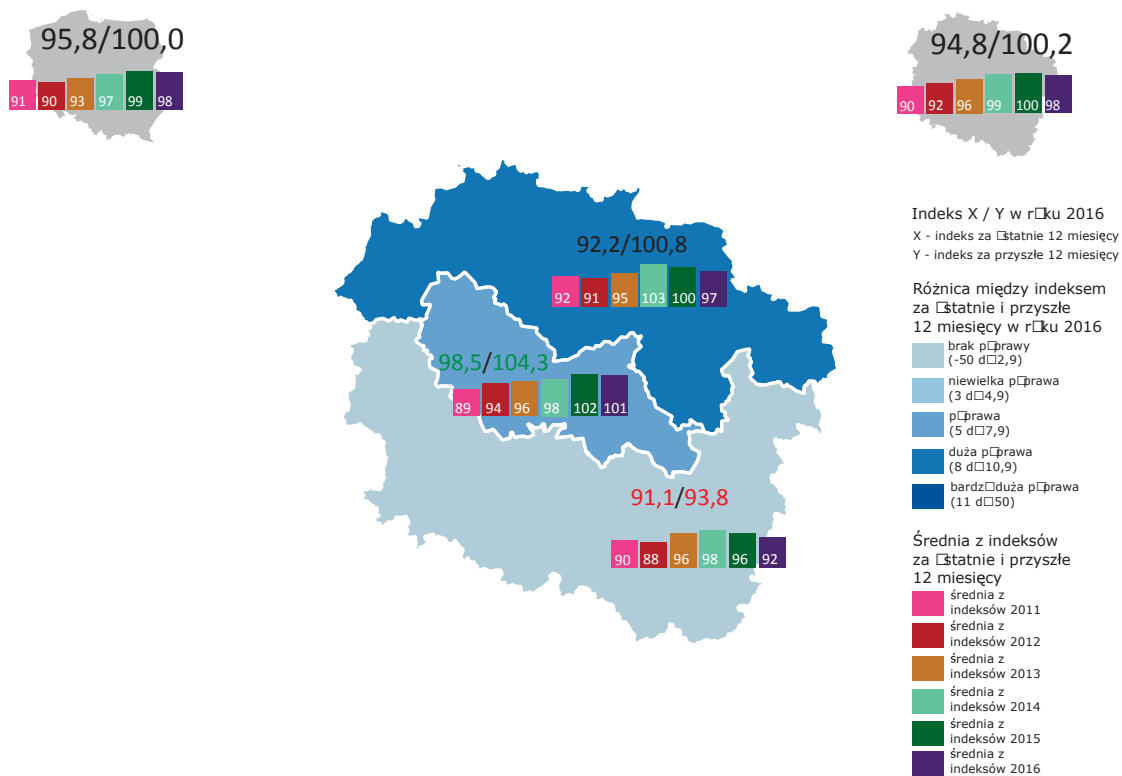 95,8/100,0
91 90 93 97 99 98
94,8/100,2
90 92 96 99 100 98
92,2/100,8
92 91 95 103 100 97
98,5/104,3
89 94 96 98 102 101
91,1/93,8
90 88 96 98 96 92
Indeks X / Y w r□ku 2016
X - indeks za □statnie 12 miesięcy
Y - indeks za przyszłe 12 miesięcy
Różnica między indeksem
za □statnie i przyszłe
12 miesięcy w r□ku 2016
brak p□prawy
(-50 d□2,9)
niewielka p□prawa
(3 d□4,9)
p□prawa
(5 d□7,9)
duża p□prawa
(8 d□10,9)
bardz□duża p□prawa
(11 d□50)
Średnia z indeksów
za □statnie i przyszłe
12 miesięcy
średnia z
indeksów 2011
średnia z
indeksów 2012
średnia z
indeksów 2013
średnia z
indeksów 2014
średnia z
indeksów 2015
średnia z
indeksów 2016